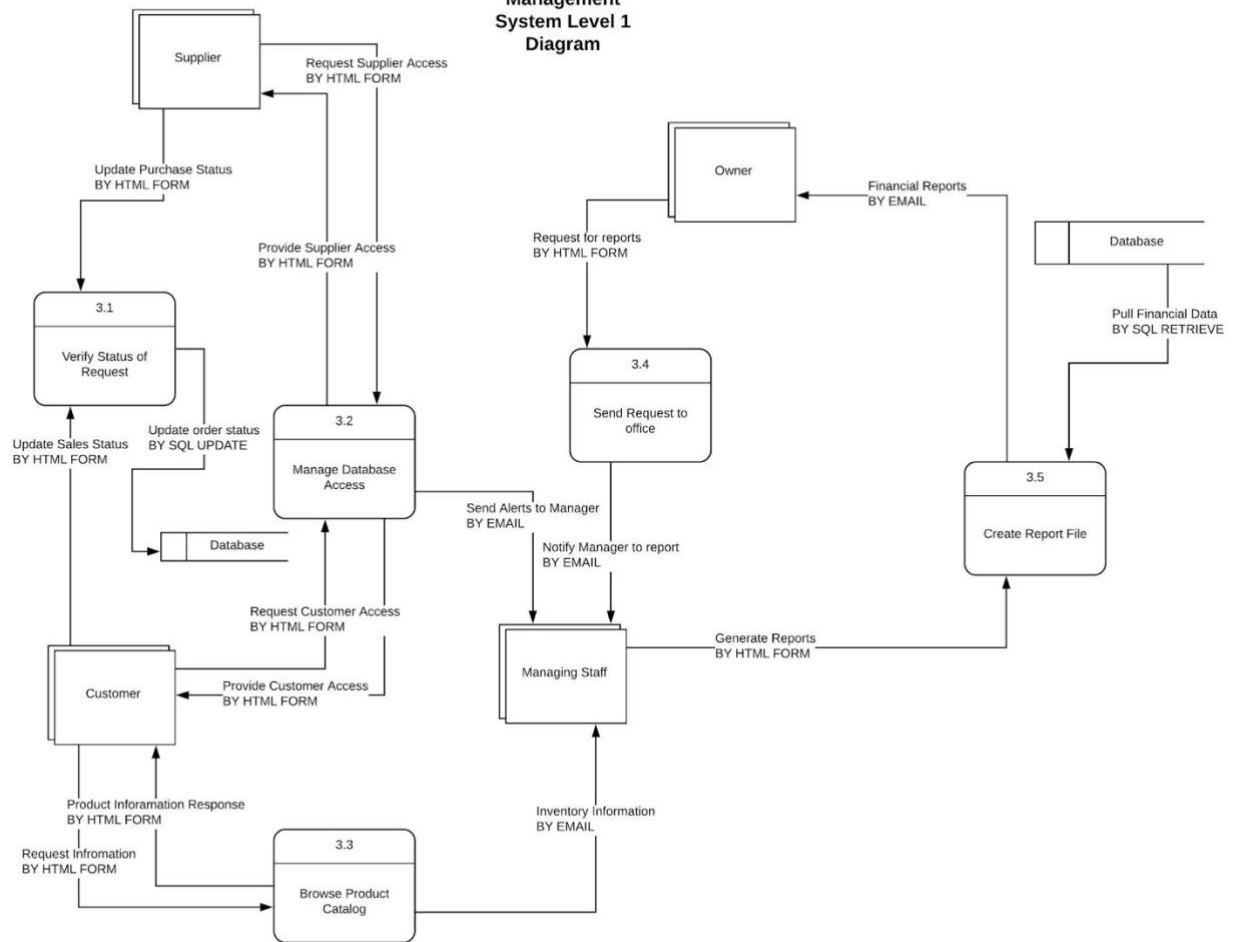 Management
System Level 1
Diagram
Supplier
Request Supplier Access
BY HTML FORM
Update Purchase Status
BY HTML FORM
Provide Supplier Access
BY HTML FORM
Owner
Financial Reports
BY EMAIL
Request for reports
BY HTML FORM
Database
Pull Financial Data
BY SQL RETRIEVE
3.1
Verify Status of
Request
3.4
Send Request to
office
Update Sales Status
BY HTML FORM
Update order status
BY SQL UPDATE
3.2
Manage Database
Access
3.5
Create Report File
Send Alerts to Manager
BY EMAIL
Database
Notify Manager to report
BY EMAIL
Request Customer Access
BY HTML FORM
Generate Reports
BY HTML FORM
Customer
Provide Customer Access
BY HTML FORM
Managing Staff
Product Inforamation Response
BY HTML FORM
Inventory Information
BY EMAIL
Request Infromation
BY HTML FORM
3.3
Browse Product
Catalog